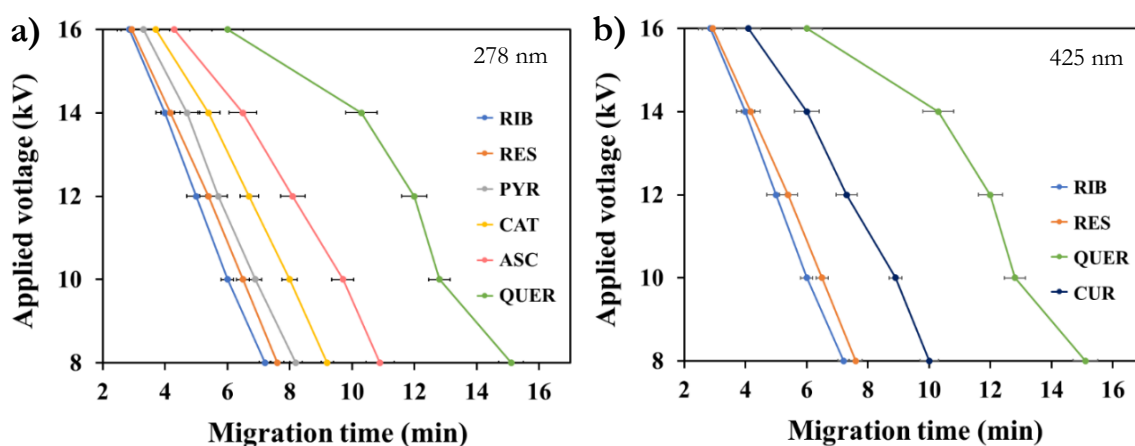 a)
278 nm
Applied votlage (kV)
16
14
12
10
8
RIB
RES
PYR
CAT
ASC
QUER
2 4 6 8 10 12 14 16
Migration time (min)
b)
425 nm
Applied votlage (kV)
16
14
12
10
8
RIB
RES
QUER
CUR
2 4 6 8 10 12 14 16
Migration time (min)